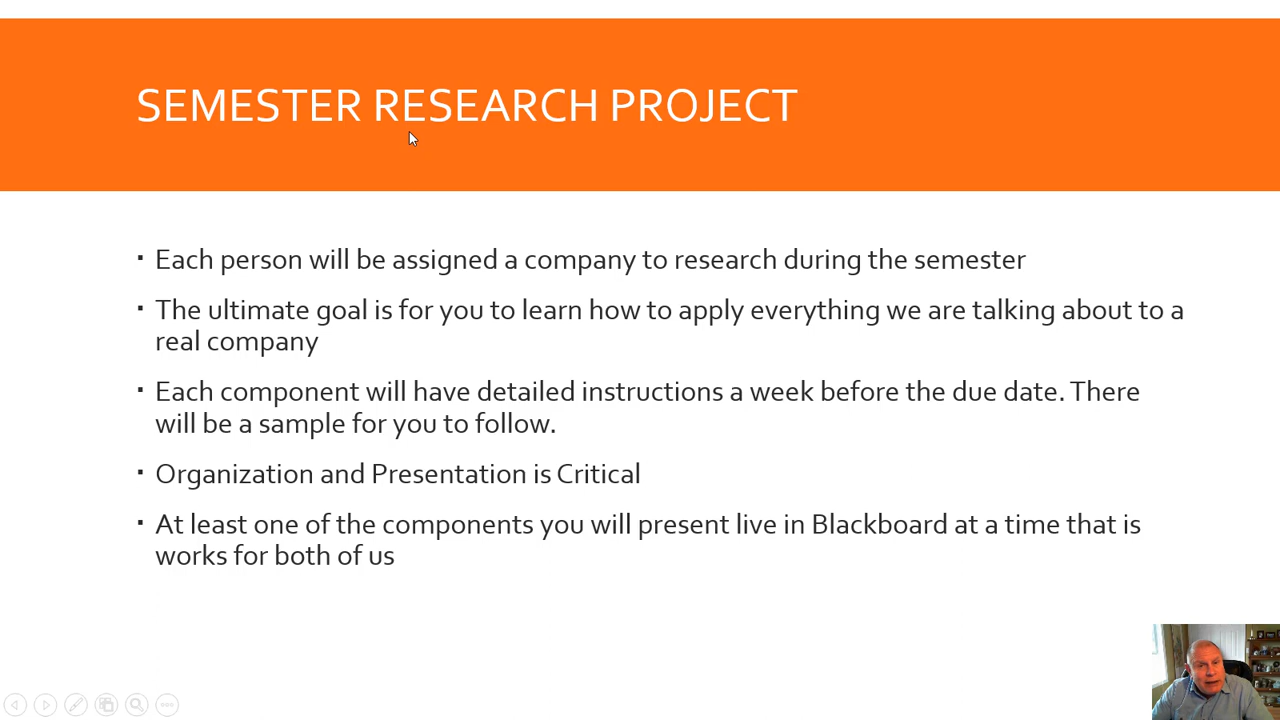 SEMESTER RESEARCH PROJECT
▪ Each person will be assigned a company to research during the semester
▪ The ultimate goal is for you to learn how to apply everything we are talking about to a
real company
▪ Each component will have detailed instructions a week before the due date. There
will be a sample for you to follow.
▪ Organization and Presentation is Critical
▪ At least one of the components you will present live in Blackboard at a time that is
works for both of us